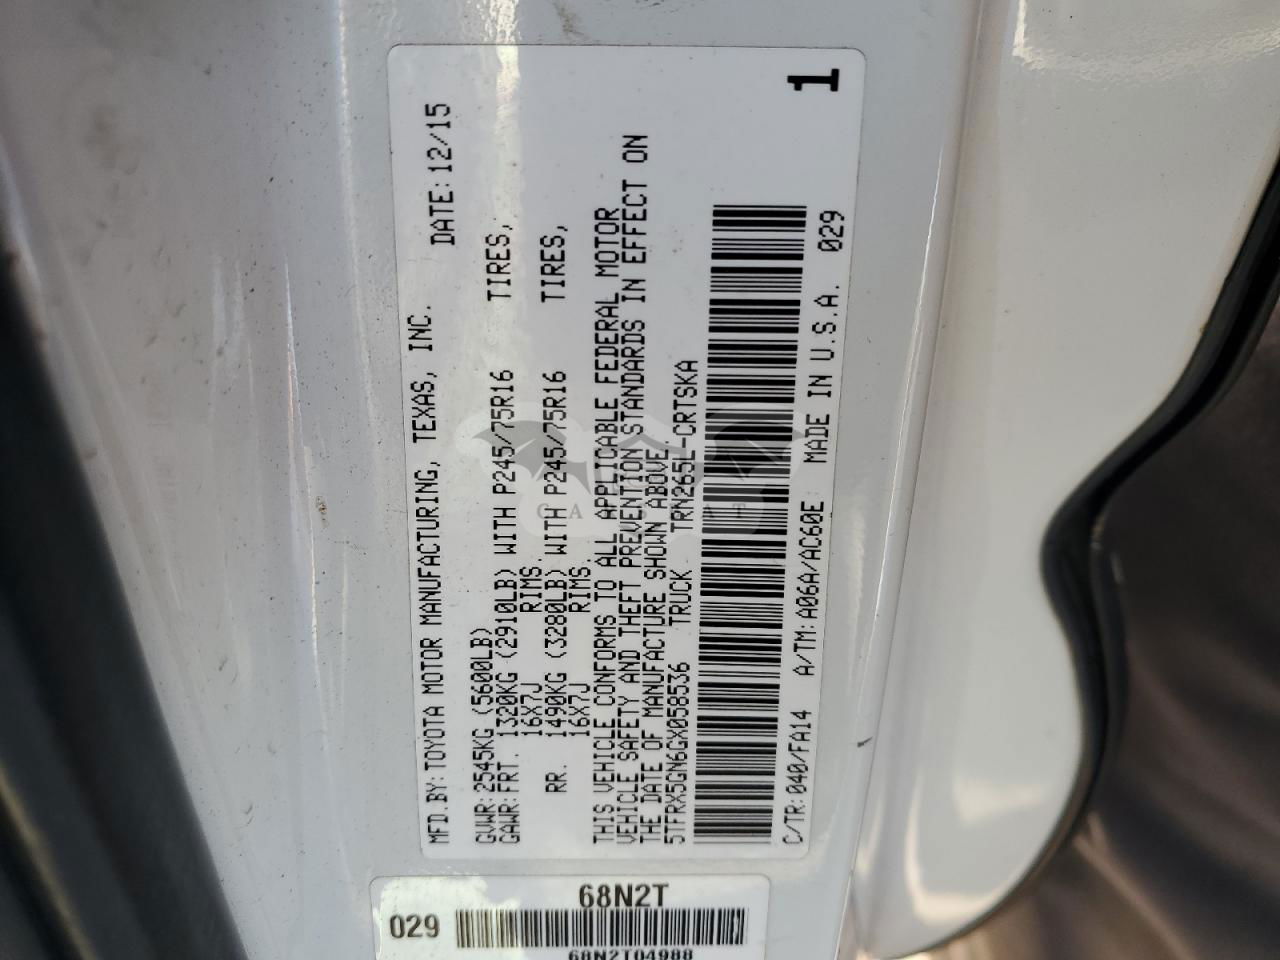 MFD.BY: TOYOTA MOTOR MANUFACTURING, TEXAS, INC. DATE: 12/15
GVWR: 2545KG (5600LB)
GAWR: FRT. 1320KG (2910LB) WITH P245/75R16 TIRES,
16X7J RIMS.
RR. 1490KG (3280LB) WITH P245/75R16 TIRES,
16X7J RIMS.
THIS VEHICLE CONFORMS TO ALL APPLICABLE FEDERAL MOTOR
VEHICLE SAFETY AND THEFT PREVENTION STANDARDS IN EFFECT ON
THE DATE OF MANUFACTURE SHOWN ABOVE.
5TFRX5GN6GX058536 TRUCK TRN265L-CRTSKA
C/TR: 040/FA14 A/TM: A06A/AC60E MADE IN U.S.A. 029
1
68N2T
029
68N2T04988